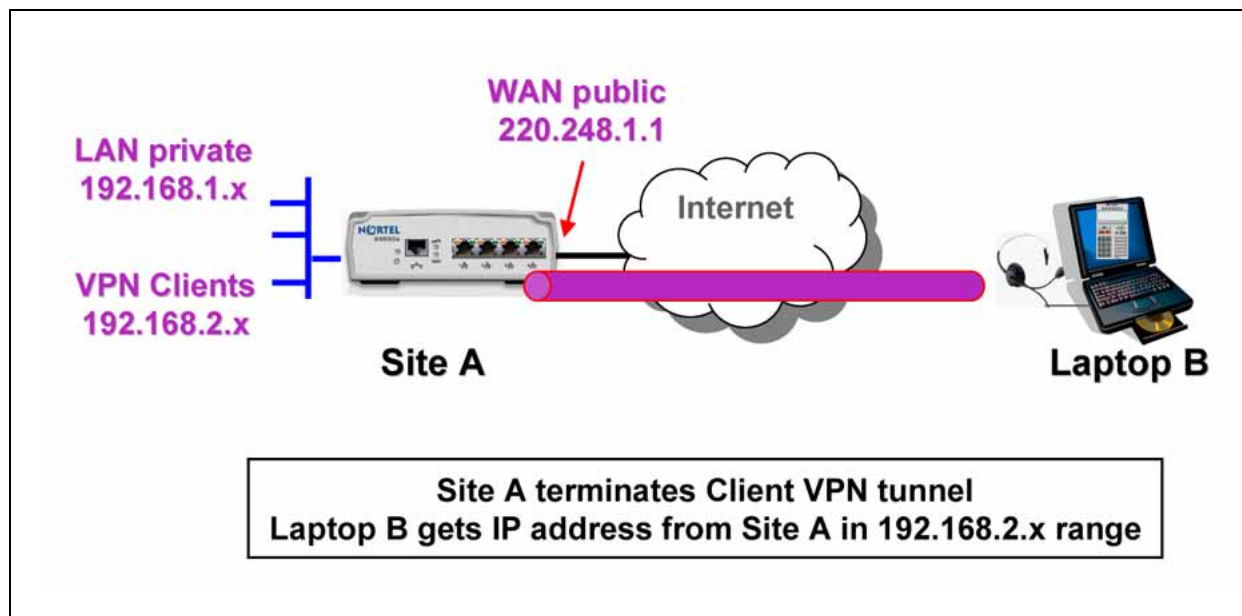 WAN public
220.248.1.1
LAN private
192.168.1.x
Internet
NORTEL
VPN Clients
192.168.2.x
Site A
Laptop B
Site A terminates Client VPN tunnel
Laptop B gets IP address from Site A in 192.168.2.x range